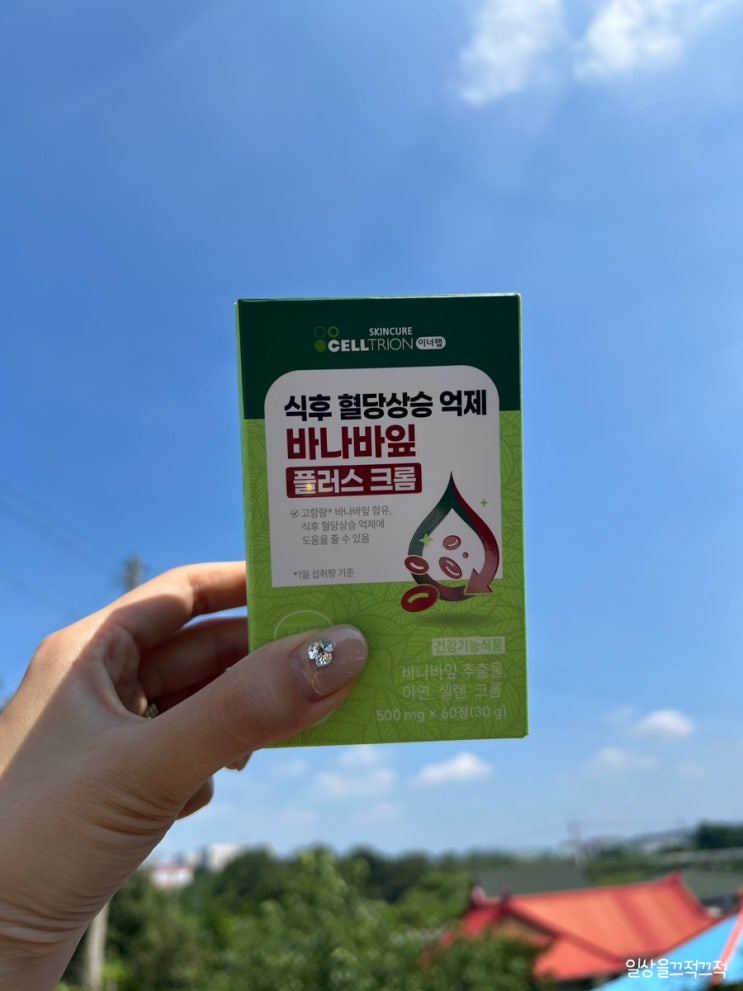 SKINCURE
CELLTRION 이너랩
식후 혈당상승 억제
바나바잎
플러스 크롬
고함량* 바나바잎 함유,
식후 혈당상승 억제에
도움을 줄 수 있음
*1일 섭취량 기준
건강기능식품
바나바잎 추출물
아연 셀렌 크롬
500 mg × 60정(30 g)
일상을끄적끄적